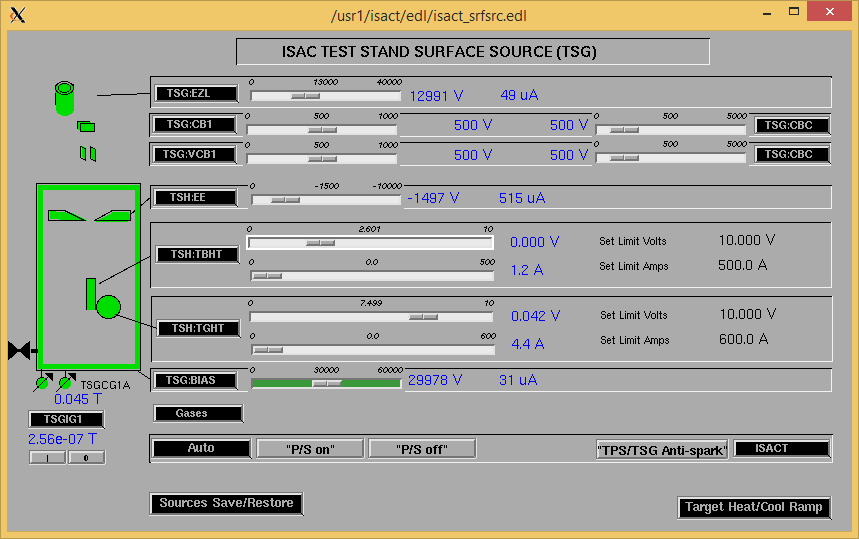 /usr1/isact/edl/isact_srfsrc.edl
ISAC TEST STAND SURFACE SOURCE (TSG)
TSG:EZL 0 13000 40000 12991 V 49 uA
TSG:CB1 0 500 1000 500 V 500 V 0 500 5000 TSG:CBC
TSG:VCB1 0 500 1000 500 V 500 V 0 500 5000 TSG:CBC
TSH:EE 0 -1500 -10000 -1497 V 515 uA
0 2.601 10
TSH:TBHT 0.000 V Set Limit Volts 10.000 V
0 0.0 500
1.2 A Set Limit Amps 500.0 A
0 7.499 10
TSH:TGHT 0.042 V Set Limit Volts 10.000 V
0 0.0 600
4.4 A Set Limit Amps 600.0 A
TSG:BIAS 0 30000 60000 29978 V 31 uA
TSGCG1A
0.045 T
TSGIG1
2.56e-07 T
I 0
Gases
Auto "P/S on" "P/S off" "TPS/TSG Anti-spark" ISACT
Sources Save/Restore
Target Heat/Cool Ramp